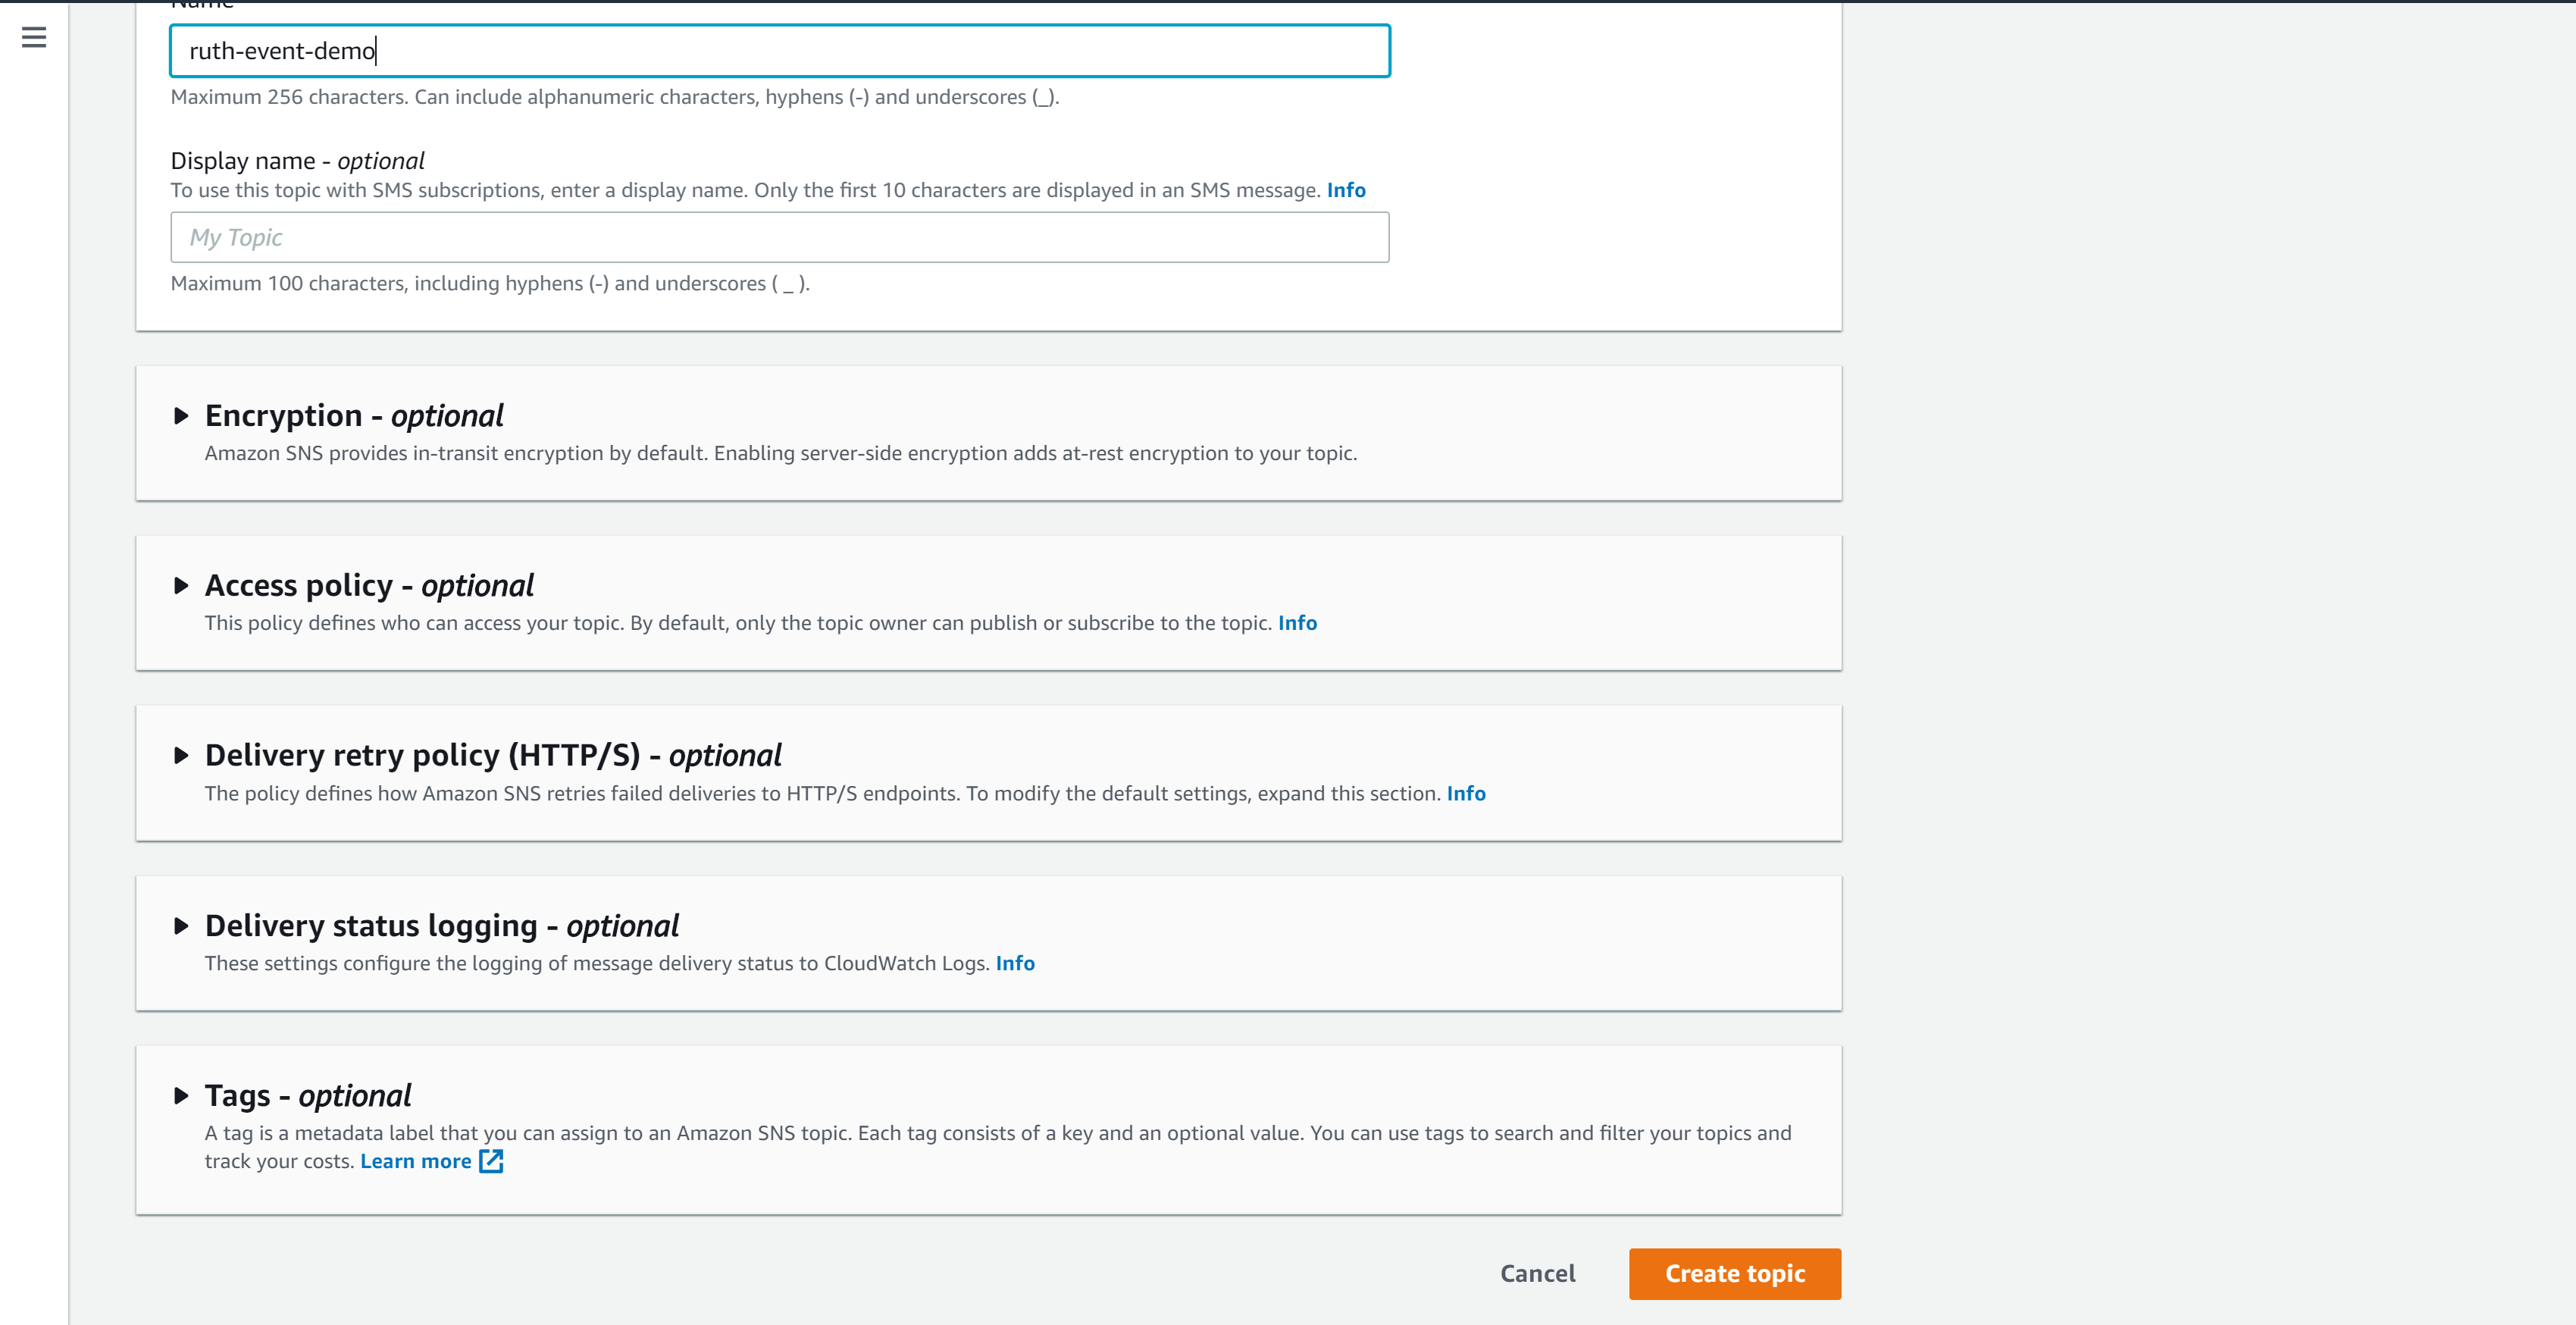 Name
ruth-event-demo
Maximum 256 characters. Can include alphanumeric characters, hyphens (-) and underscores (_).
Display name - optional
To use this topic with SMS subscriptions, enter a display name. Only the first 10 characters are displayed in an SMS message. Info
My Topic
Maximum 100 characters, including hyphens (-) and underscores ( _ ).
Encryption - optional
Amazon SNS provides in-transit encryption by default. Enabling server-side encryption adds at-rest encryption to your topic.
Access policy - optional
This policy defines who can access your topic. By default, only the topic owner can publish or subscribe to the topic. Info
Delivery retry policy (HTTP/S) - optional
The policy defines how Amazon SNS retries failed deliveries to HTTP/S endpoints. To modify the default settings, expand this section. Info
Delivery status logging - optional
These settings configure the logging of message delivery status to CloudWatch Logs. Info
Tags - optional
A tag is a metadata label that you can assign to an Amazon SNS topic. Each tag consists of a key and an optional value. You can use tags to search and filter your topics and
track your costs. Learn more
Cancel Create topic